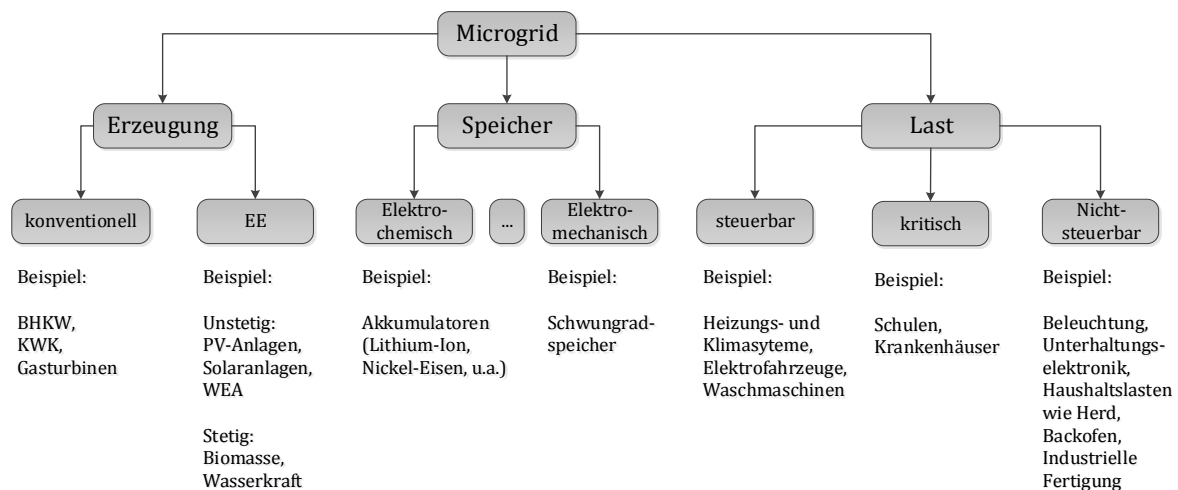 Microgrid
Erzeugung
Speicher
Last
konventionell
EE
Elektro-
chemisch
...
Elektro-
mechanisch
steuerbar
kritisch
Nicht-
steuerbar
Beispiel:
BHKW,
KWK,
Gasturbinen
Beispiel:
Unstetig:
PV-Anlagen,
Solaranlagen,
WEA
Stetig:
Biomasse,
Wasserkraft
Beispiel:
Akkumulatoren
(Lithium-Ion,
Nickel-Eisen, u.a.)
Beispiel:
Schwungrad-
speicher
Beispiel:
Heizungs- und
Klimasyteme,
Elektrofahrzeuge,
Waschmaschinen
Beispiel:
Schulen,
Krankenhäuser
Beispiel:
Beleuchtung,
Unterhaltungs-
elektronik,
Haushaltslasten
wie Herd,
Backofen,
Industrielle
Fertigung